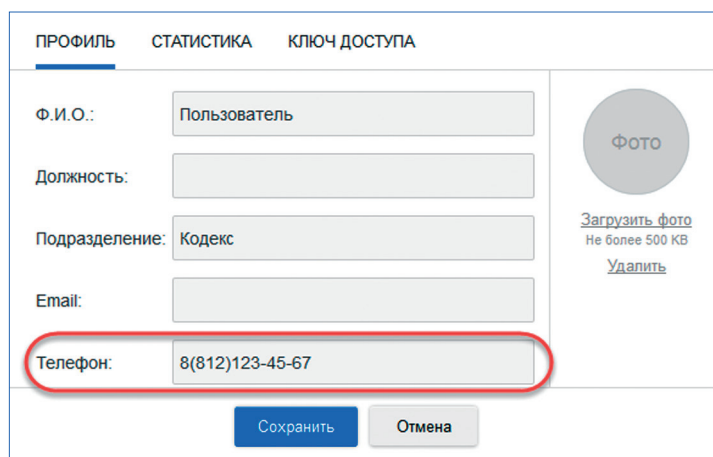 ПРОФИЛЬ СТАТИСТИКА КЛЮЧ ДОСТУПА
Ф.И.О.: Пользователь
Должность:
Подразделение: Кодекс
Email:
Телефон: 8(812)123-45-67
Фото
Загрузить фото
Не более 500 КВ
Удалить
Сохранить Отмена